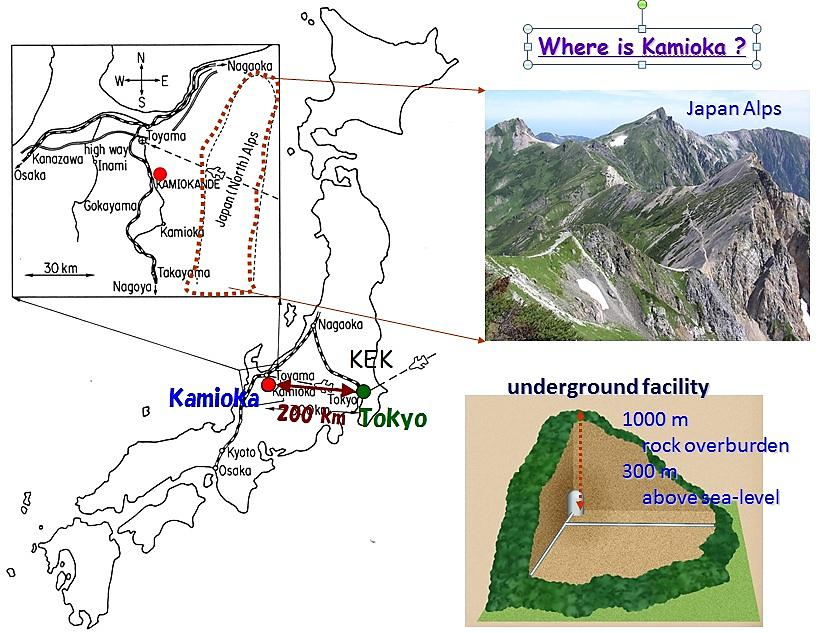 Where is Kamioka ?
N
W E
S
Nagaoka
Toyama
Kanazawa
high way
Inami
Osaka
KAMIOKANDE
Japan (North) Alps
Gokayama
Kamioka
30 km
Takayama
Nagoya
Japan Alps
Nagaoka
KEK
Toyama
Kamioka
Kamioka
Tokyo
200 km
Tokyo
Kyoto
Osaka
underground facility
1000 m
rock overburden
300 m
above sea-level